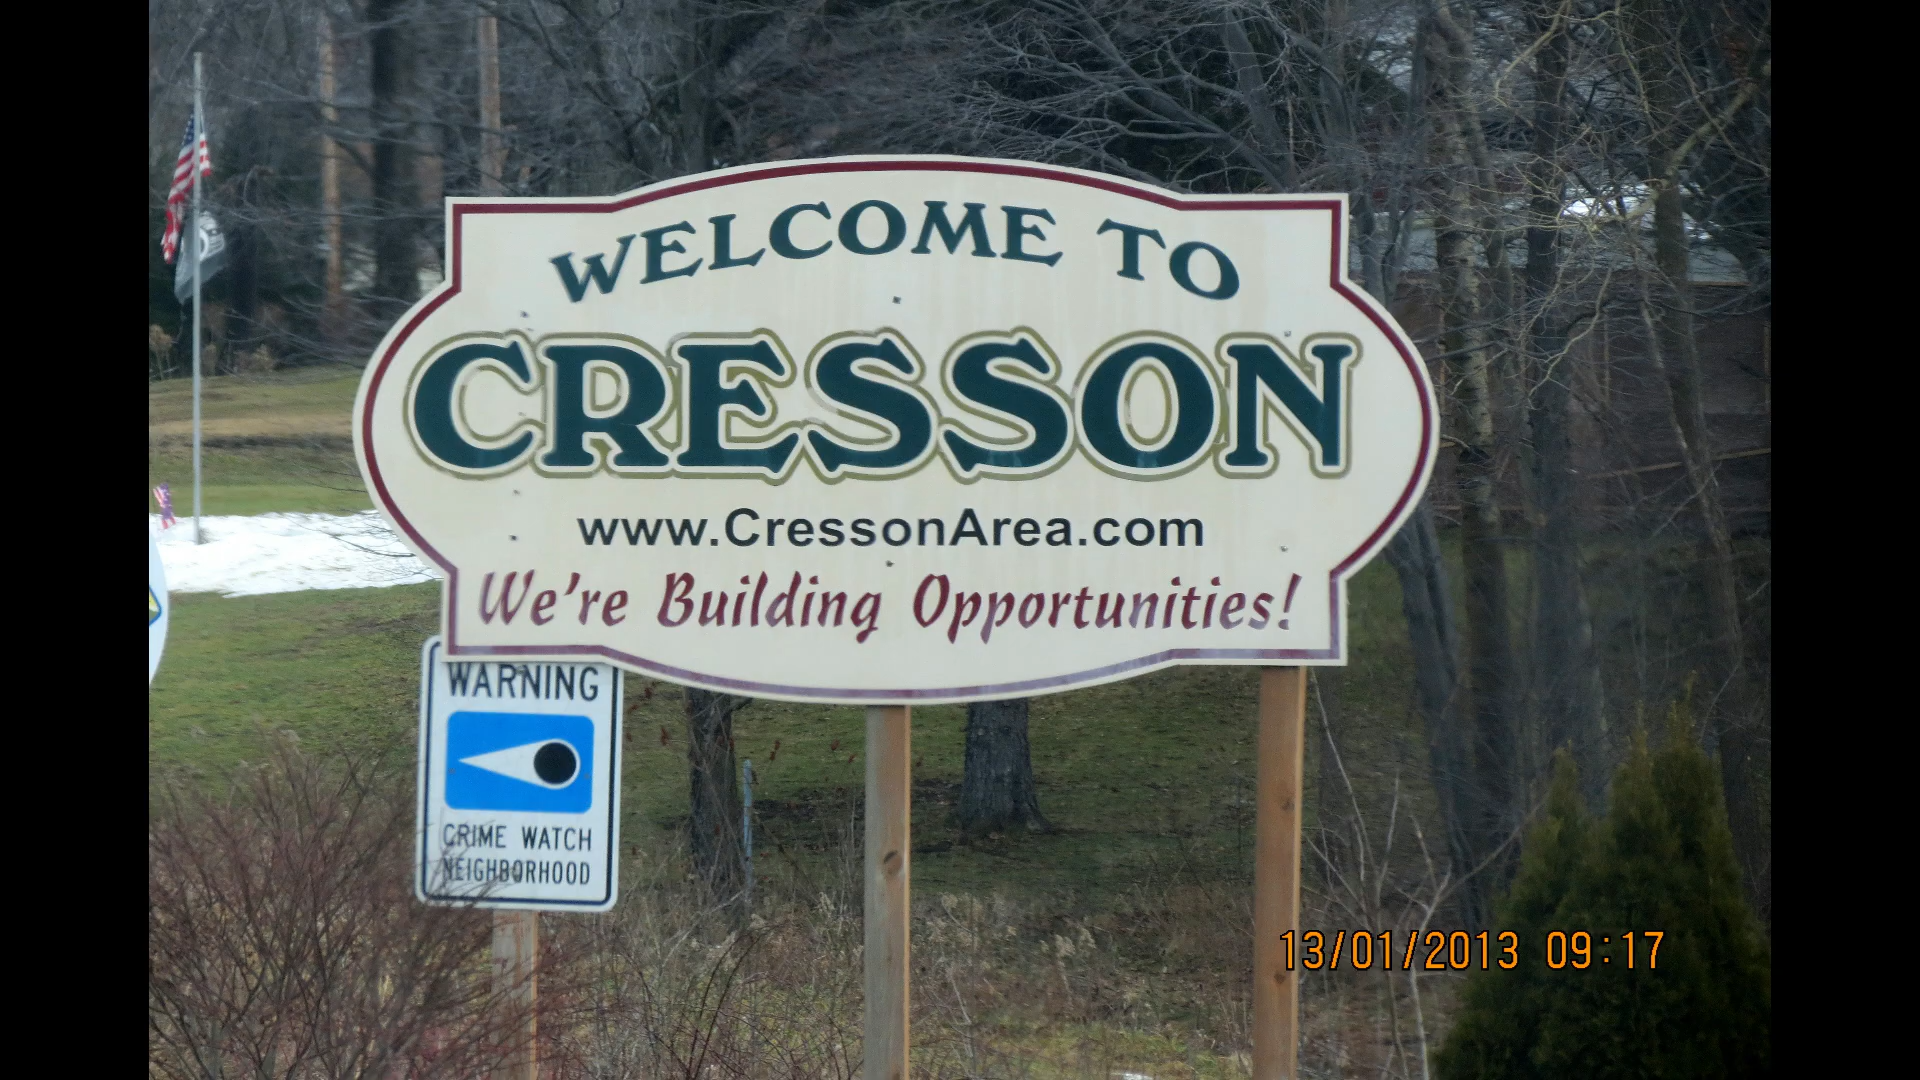 WELCOME TO
CRESSON
www.CressonArea.com
We're Building Opportunities!
WARNING
CRIME WATCH
NEIGHBORHOOD
13/01/2013 09:17